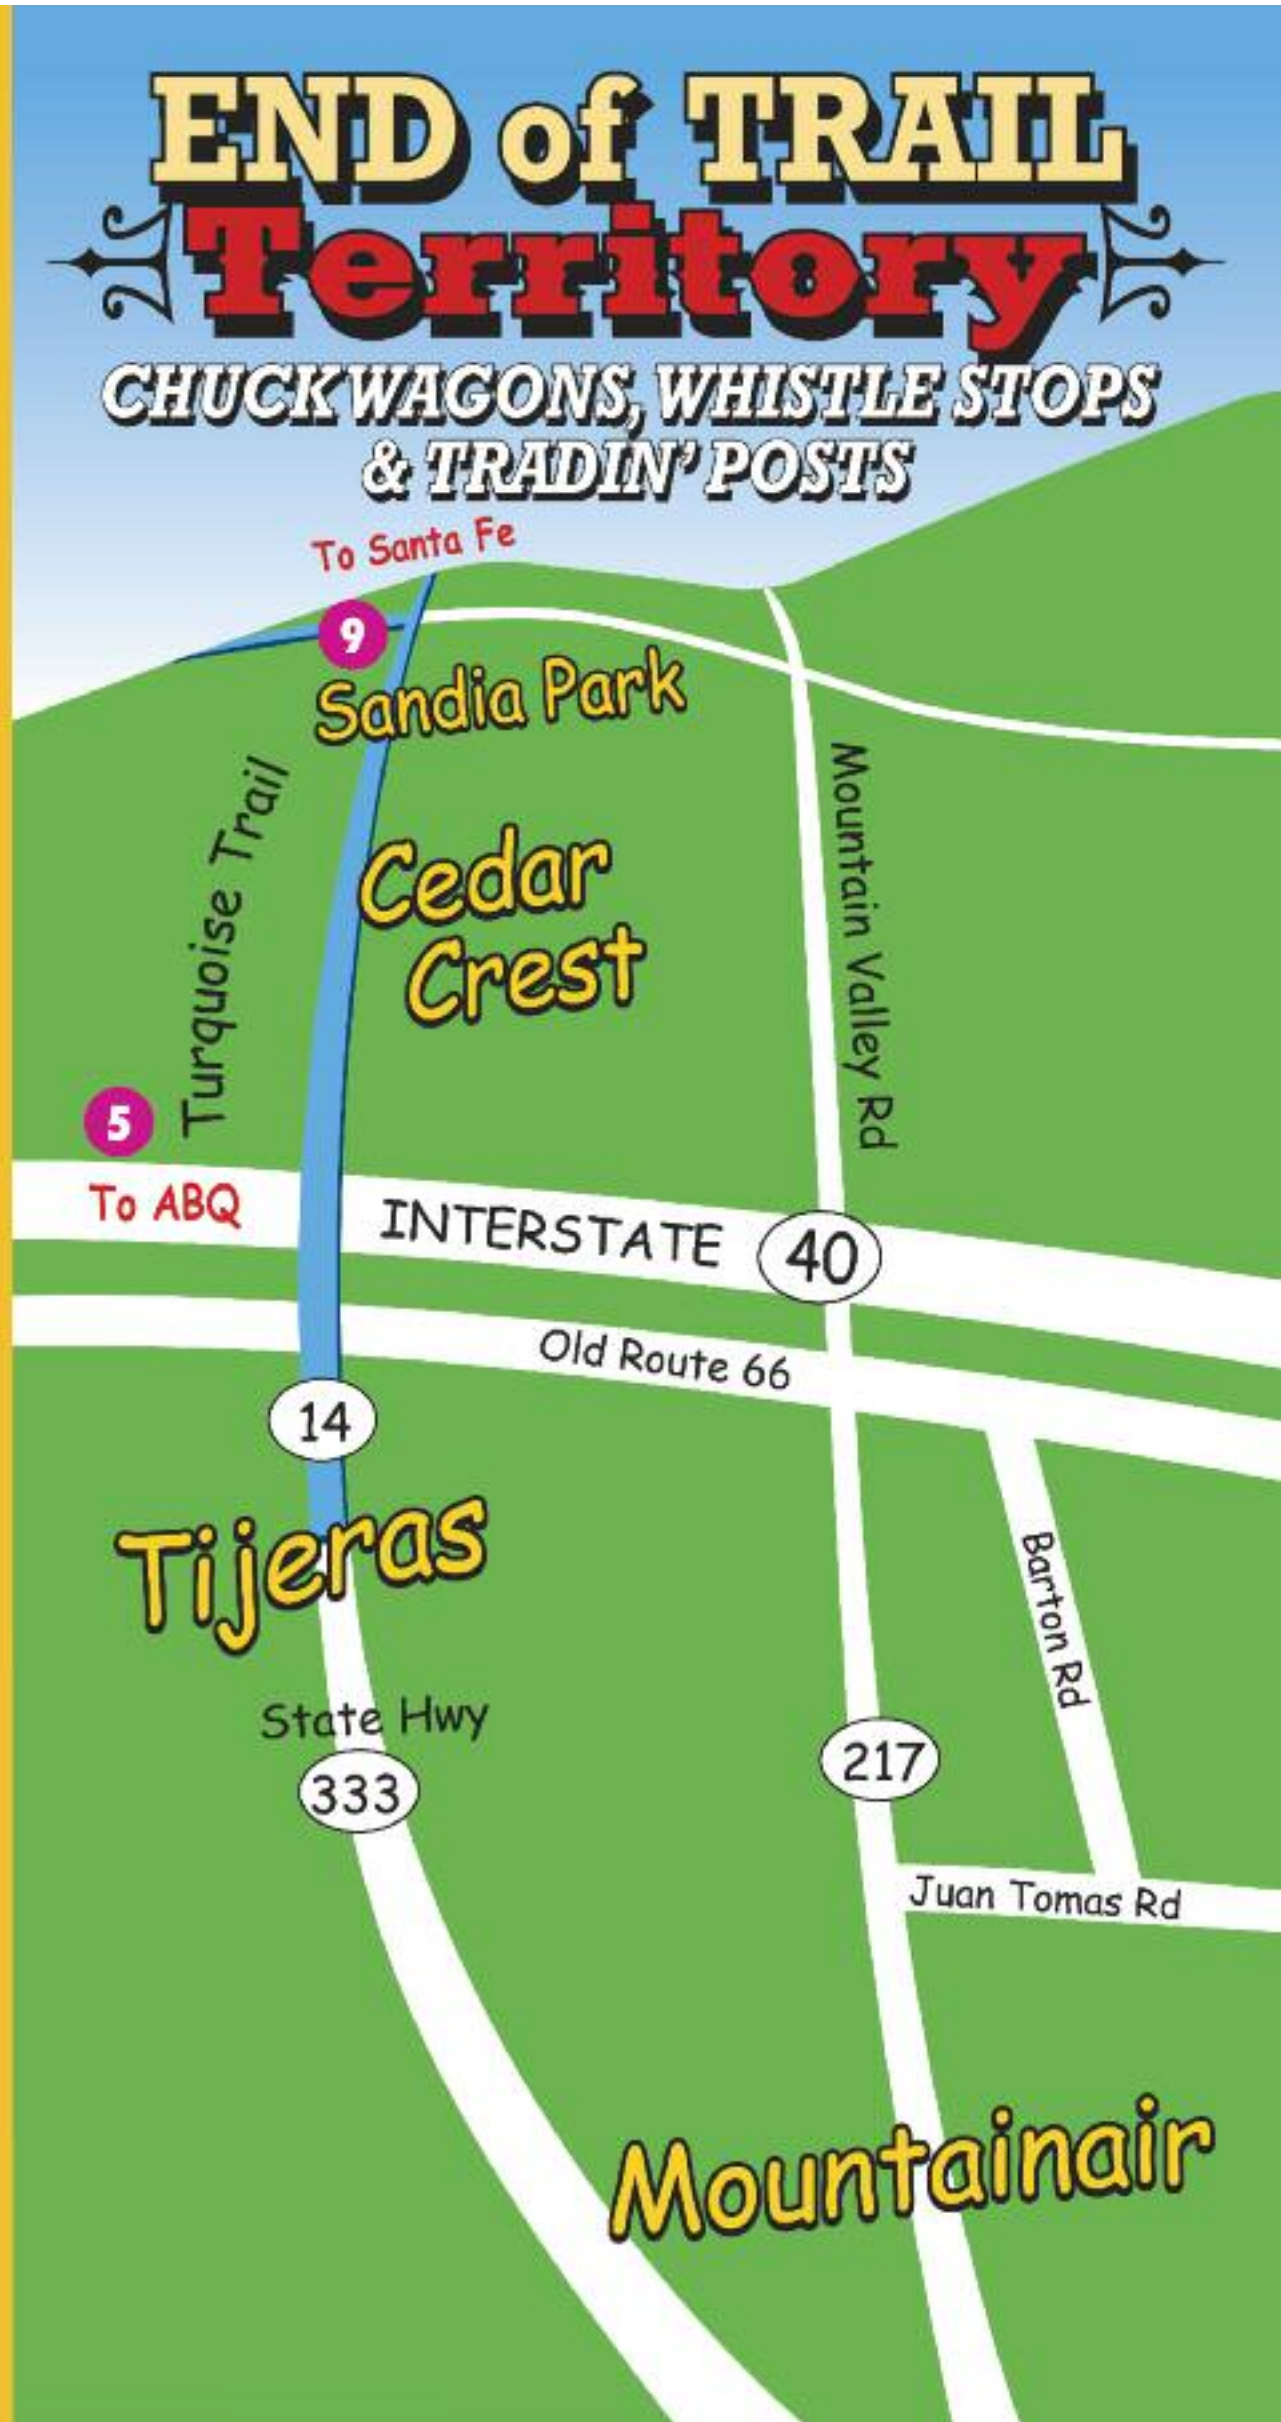 END of TRAIL
Territory
CHUCKWAGONS, WHISTLE STOPS
& TRADIN' POSTS
To Santa Fe
9
Sandia Park
Turquoise Trail
Cedar
Crest
Mountain Valley Rd
5
To ABQ
INTERSTATE 40
Old Route 66
14
Tijeras
Barton Rd
State Hwy
333
217
Juan Tomas Rd
Mountainair